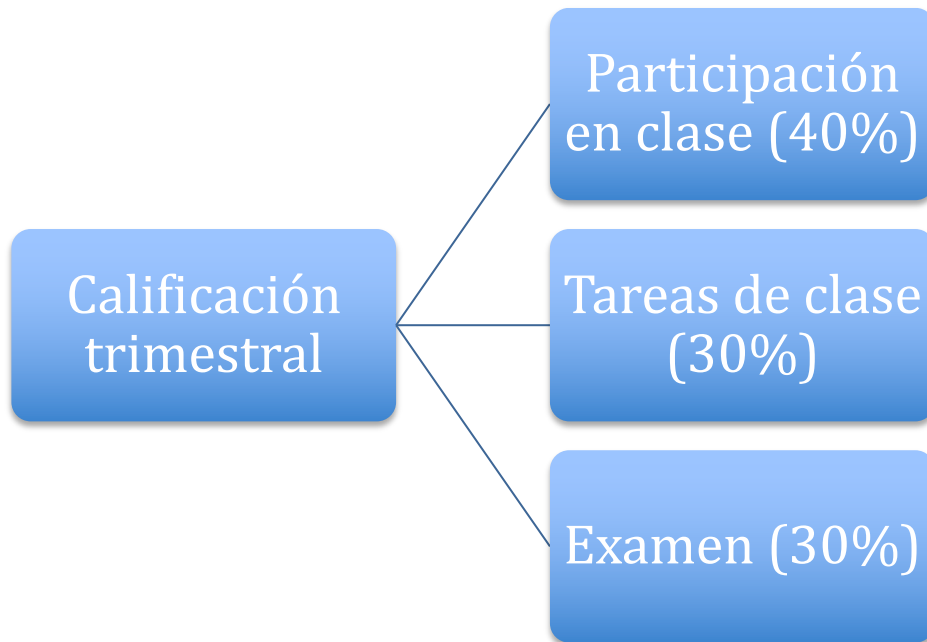 Calificación
trimestral
Participación
en clase (40%)
Tareas de clase
(30%)
Examen (30%)